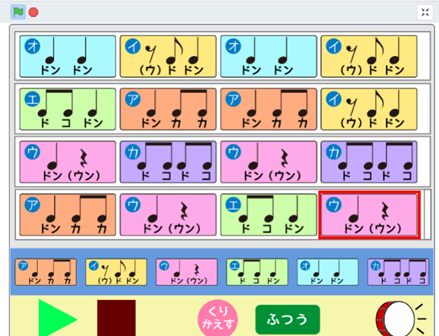 オ イ オ イ
ドン ドン (ウ)ド ドン ドン ドン (ウ)ド ドン
エ ア ア イ
ド コ ドン ドン カ カ ドン カ カ (ウ)ド ドン
ウ カ ウ カ
ドン(ウン) ド コ ド コ ドン(ウン) ド コ ド コ
ア ウ エ ウ
ドン カ カ ドン(ウン) ド コ ドン ドン(ウン)
ア イ ウ エ オ カ
ドン カ カ (ウ)ド ドン ドン(ウン) ド コ ドン ドン ドン ド コ ド コ
くり
かえす
ふつう